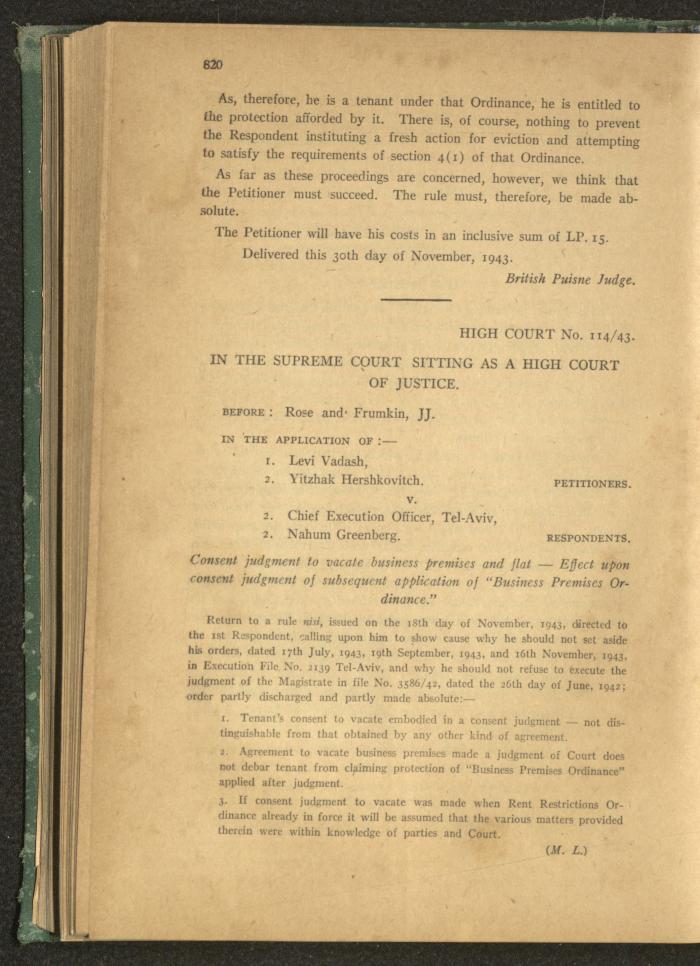 820
As, therefore, he is a tenant under that Ordinance, he is entitled to
the protection afforded by it. There is, of course, nothing to prevent
the Respondent instituting a fresh action for eviction and attempting
to satisfy the requirements of section 4(1) of that Ordinance.
As far as these proceedings are concerned, however, we think that
the Petitioner must succeed. The rule must, therefore, be made ab-
solute.
The Petitioner will have his costs in an inclusive sum of LP. 15.
Delivered this 30th day of November, 1943.
British Puisne Judge.
HIGH COURT No. 114/43.
IN THE SUPREME COURT SITTING AS A HIGH COURT
OF JUSTICE.
BEFORE : Rose and Frumkin, JJ.
IN THE APPLICATION OF :—
1. Levi Vadash,
2. Yitzhak Hershkovitch. PETITIONERS.
v.
2. Chief Execution Officer, Tel-Aviv,
2. Nahum Greenberg. RESPONDENTS.
Consent judgment to vacate business premises and flat — Effect upon
consent judgment of subsequent application of "Business Premises Or-
dinance."
Return to a rule nisi, issued on the 18th day of November, 1943, directed to
the 1st Respondent, calling upon him to show cause why he should not set aside
his orders, dated 17th July, 1943, 19th September, 1943, and 16th November, 1943,
in Execution File No. 2139 Tel-Aviv, and why he should not refuse to execute the
judgment of the Magistrate in file No. 3586/42, dated the 26th day of June, 1942;
order partly discharged and partly made absolute:—
1. Tenant's consent to vacate embodied in a consent judgment — not dis-
tinguishable from that obtained by any other kind of agreement.
2. Agreement to vacate business premises made a judgment of Court does
not debar tenant from claiming protection of "Business Premises Ordinance"
applied after judgment.
3. If consent judgment to vacate was made when Rent Restrictions Or-
dinance already in force it will be assumed that the various matters provided
therein were within knowledge of parties and Court.
(M. L.)